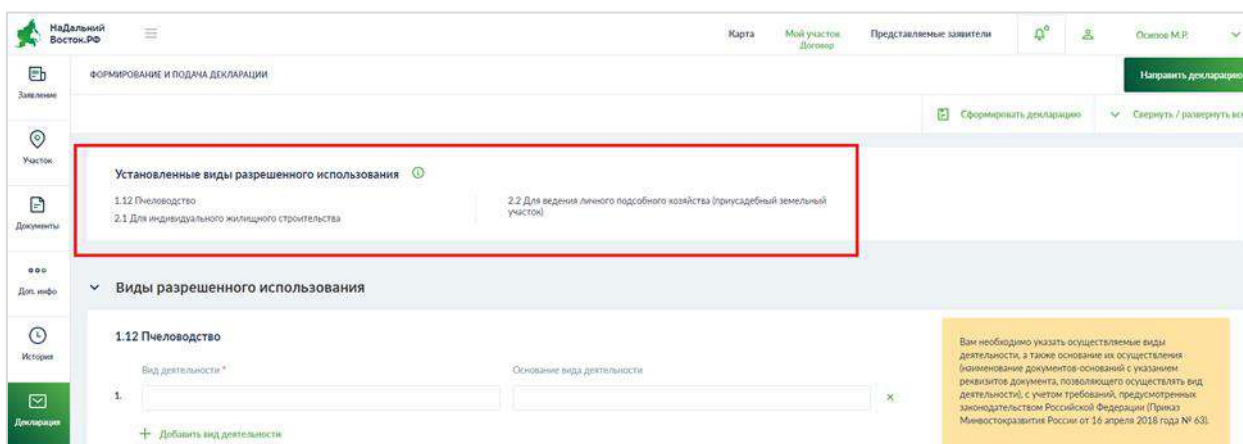 НаДальний
Восток.РФ
Карта
Мой участок
Договор
Представляемые заявители
Осипов М.Р.
Заявление
ФОРМИРОВАНИЕ И ПОДАЧА ДЕКЛАРАЦИИ
Направить декларацию
Сформировать декларацию
Свернуть / развернуть все
Участок
Установленные виды разрешенного использования
1.12 Пчеловодство
2.1 Для индивидуального жилищного строительства
2.2 Для ведения личного подсобного хозяйства (приусадебный земельный
участок)
Документы
Доп. инфо
Виды разрешенного использования
История
1.12 Пчеловодство
Вид деятельности *
Основание вида деятельности
1.
Добавить вид деятельности
Декларация
Вам необходимо указать осуществляемые виды
деятельности, а также основание их осуществления
(наименование документов-оснований с указанием
реквизитов документа, позволяющего осуществлять вид
деятельности), с учетом требований, предусмотренных
законодательством Российской Федерации (Приказ
Минвостокразвития России от 16 апреля 2018 года № 63).